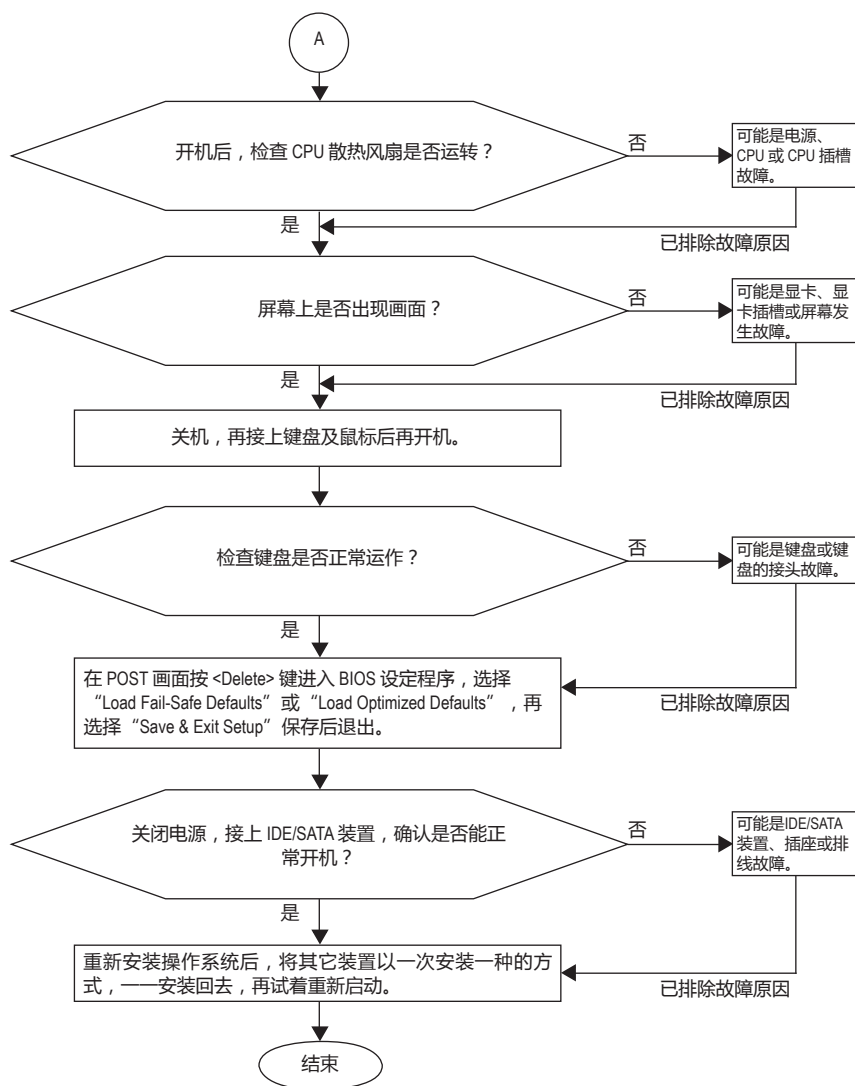 A
开机后，检查 CPU 散热风扇是否运转？
否
可能是电源、
CPU 或 CPU 插槽
故障。
是
已排除故障原因
屏幕上是否出现画面？
否
可能是显卡、显
卡插槽或屏幕发
生故障。
是
已排除故障原因
关机，再接上键盘及鼠标后再开机。
检查键盘是否正常运作？
否
可能是键盘或键
盘的接头故障。
是
在 POST 画面按 <Delete> 键进入 BIOS 设定程序，选择
“Load Fail-Safe Defaults”或“Load Optimized Defaults”，再
选择“Save & Exit Setup”保存后退出。
已排除故障原因
关闭电源，接上 IDE/SATA 装置，确认是否能正
常开机？
否
可能是IDE/SATA
装置、插座或排
线故障。
是
重新安装操作系统后，将其它装置以一次安装一种的方
式，一一安装回去，再试着重新启动。
已排除故障原因
结束